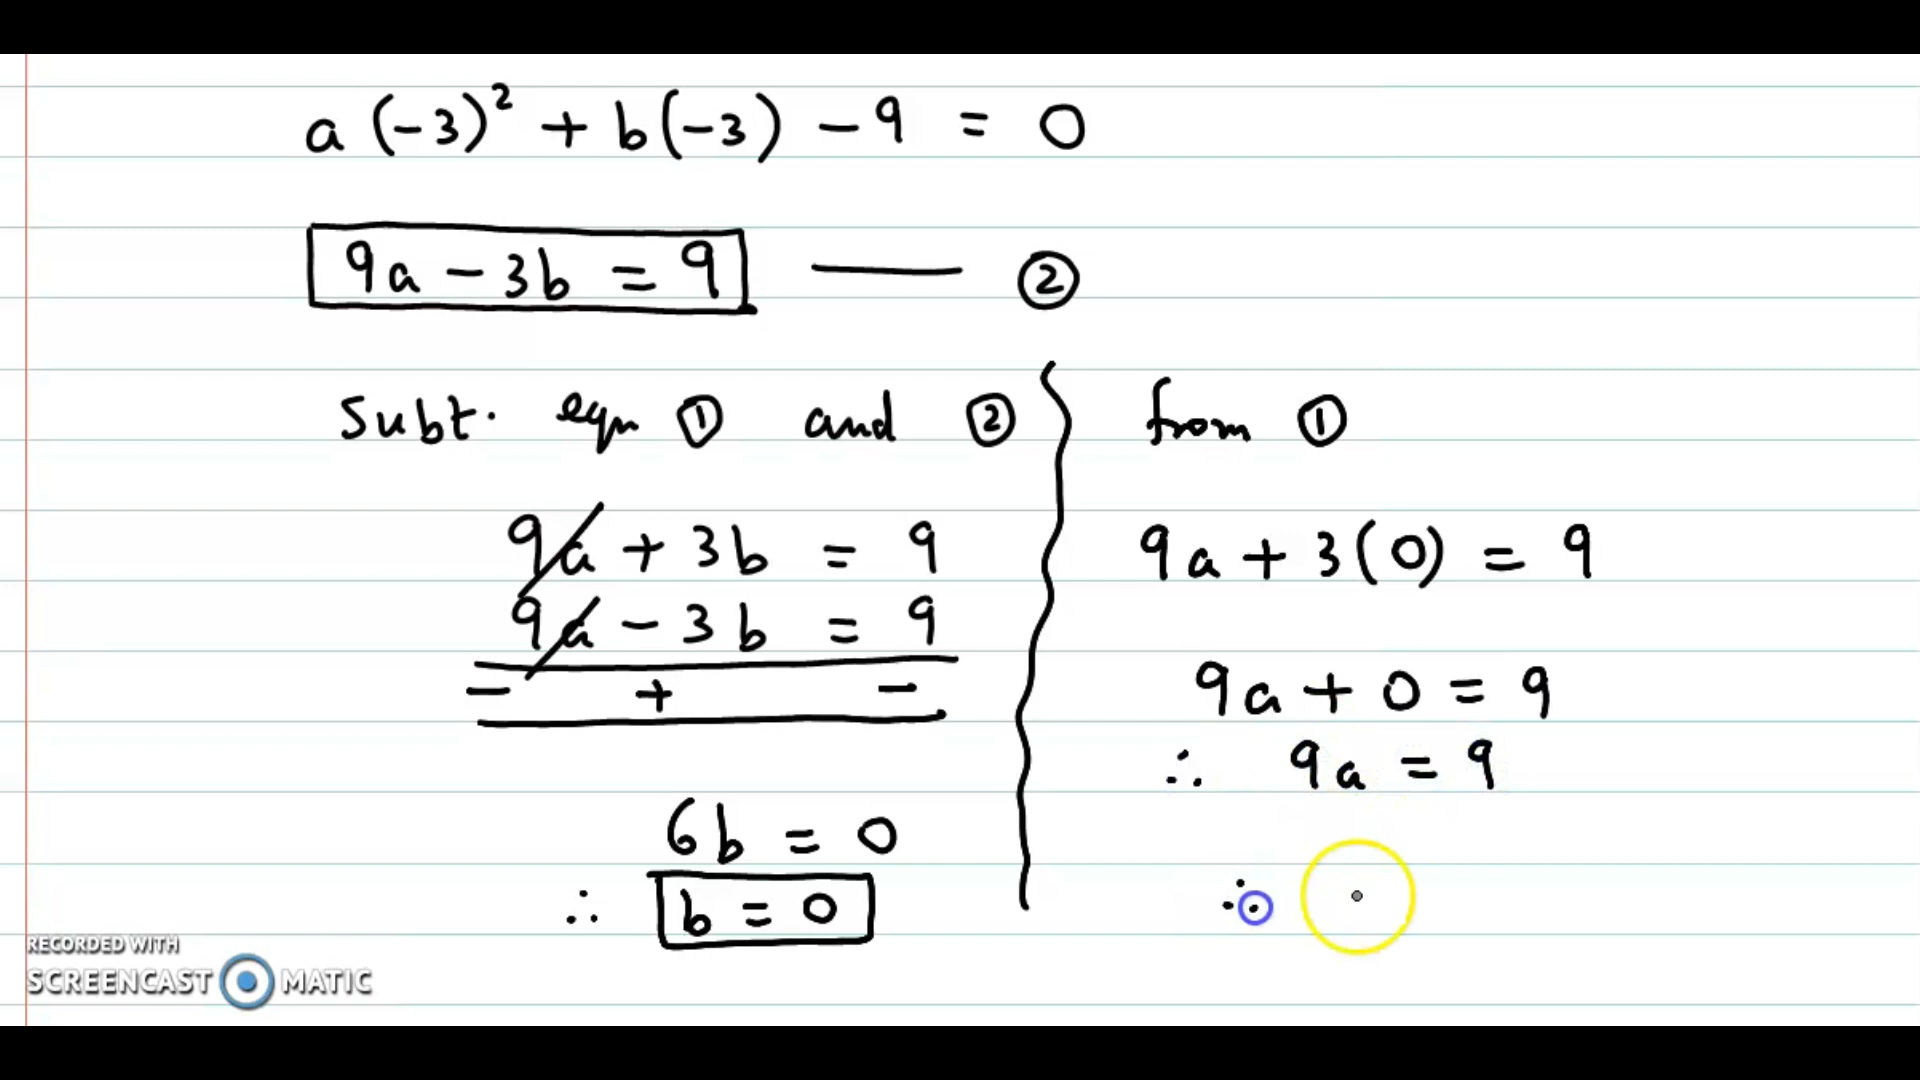 a (-3)² + b(-3) - 9 = 0
9a - 3b = 9 —— ②
Subt. eqn ① and ②
9a + 3b = 9
9a - 3b = 9
- + -
6b = 0
∴ b = 0
from ①
9a + 3(0) = 9
9a + 0 = 9
∴ 9a = 9
∴
RECORDED WITH
SCREENCAST MATIC